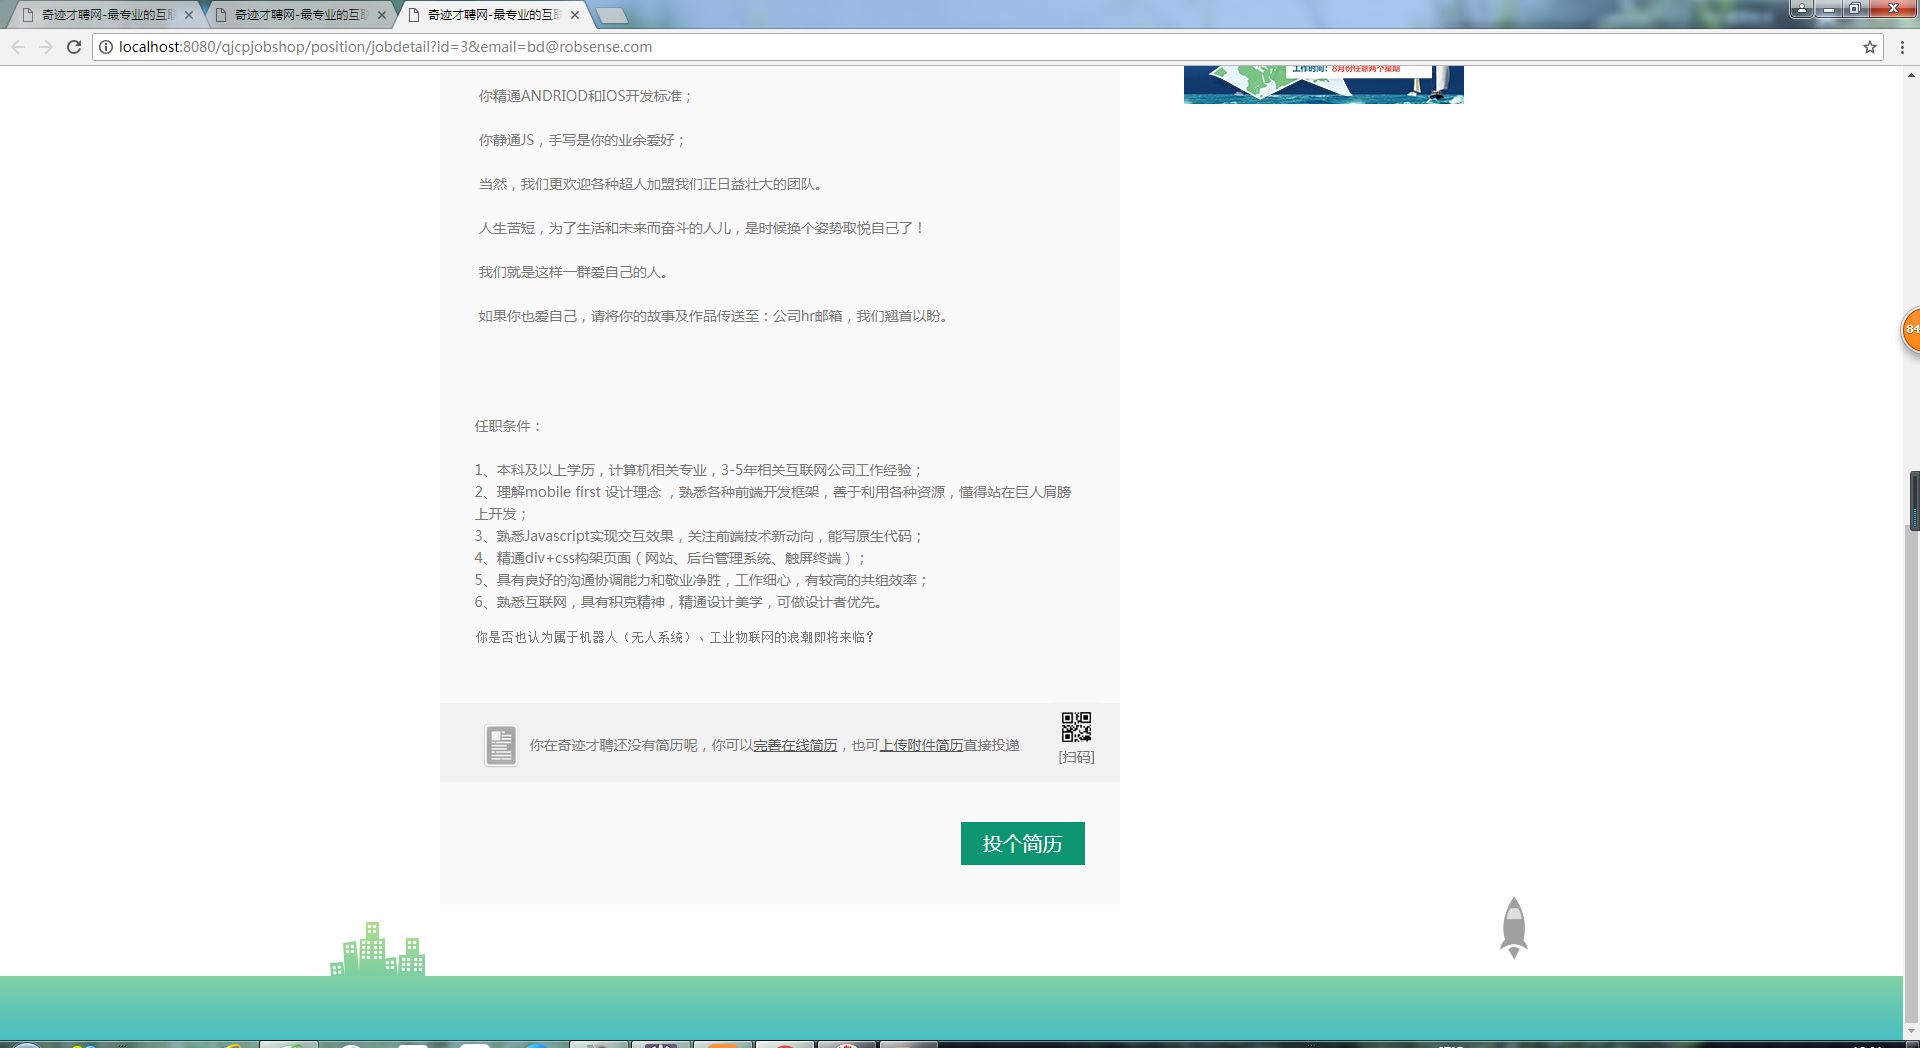 奇迹才聘网-最专业的互联
奇迹才聘网-最专业的互联
奇迹才聘网-最专业的互联
localhost:8080/qjcpjobshop/position/jobdetail?id=3&email=bd@robsense.com
工作时间：8月份任意两个星期
你精通ANDRIOD和IOS开发标准；
你静通JS，手写是你的业余爱好；
当然，我们更欢迎各种超人加盟我们正日益壮大的团队。
人生苦短，为了生活和未来而奋斗的人儿，是时候换个姿势取悦自己了！
我们就是这样一群爱自己的人。
如果你也爱自己，请将你的故事及作品传送至：公司hr邮箱，我们翘首以盼。
84
任职条件：
1、本科及以上学历，计算机相关专业，3-5年相关互联网公司工作经验；
2、理解mobile first 设计理念 ，熟悉各种前端开发框架，善于利用各种资源，懂得站在巨人肩膀
上开发；
3、熟悉Javascript实现交互效果，关注前端技术新动向，能写原生代码；
4、精通div+css构架页面（网站、后台管理系统、触屏终端）；
5、具有良好的沟通协调能力和敬业净胜，工作细心，有较高的共组效率；
6、熟悉互联网，具有积克精神，精通设计美学，可做设计者优先。
你是否也认为属于机器人（无人系统）、工业物联网的浪潮即将来临？
你在奇迹才聘还没有简历呢，你可以完善在线简历，也可上传附件简历直接投递
[扫码]
投个简历